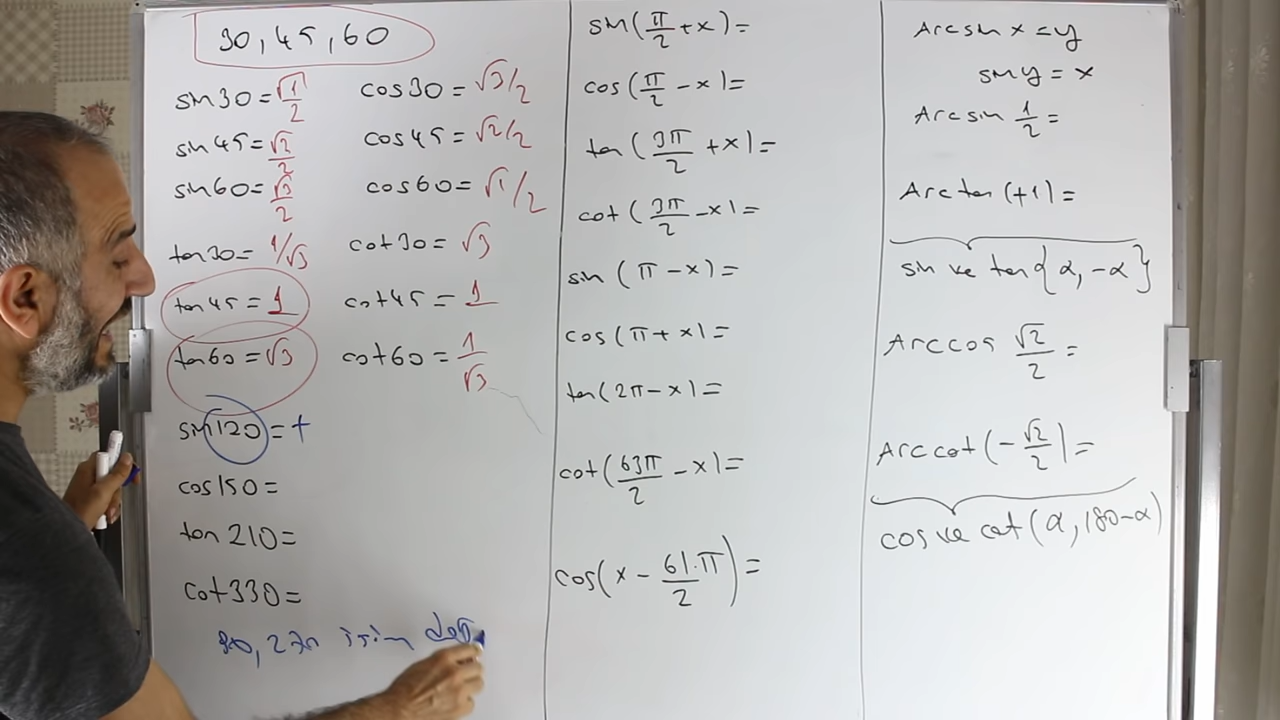 30, 45, 60
sin30 = √1/2
cos30 = √3/2
sin45 = √2/2
cos45 = √2/2
sin60 = √3/2
cos60 = √1/2
tan30 = 1/√3
cot30 = √3
tan45 = 1
cot45 = 1
tan60 = √3
cot60 = 1/√3
sin120 = +
cos150 =
tan210 =
cot330 =
90, 270 isim
sin(π/2 + x) =
cos(π/2 - x) =
tan(3π/2 + x) =
cot(3π/2 - x) =
sin(π - x) =
cos(π + x) =
tan(2π - x) =
cot(63π/2 - x) =
cos(x - 61.π/2) =
Arcsin x = y
sin y = x
Arcsin 1/2 =
Arctan(+1) =
sin ve tan{α, -α}
Arccos √2/2 =
Arccot(-√2/2) =
cos ve cot(α, 180-α)